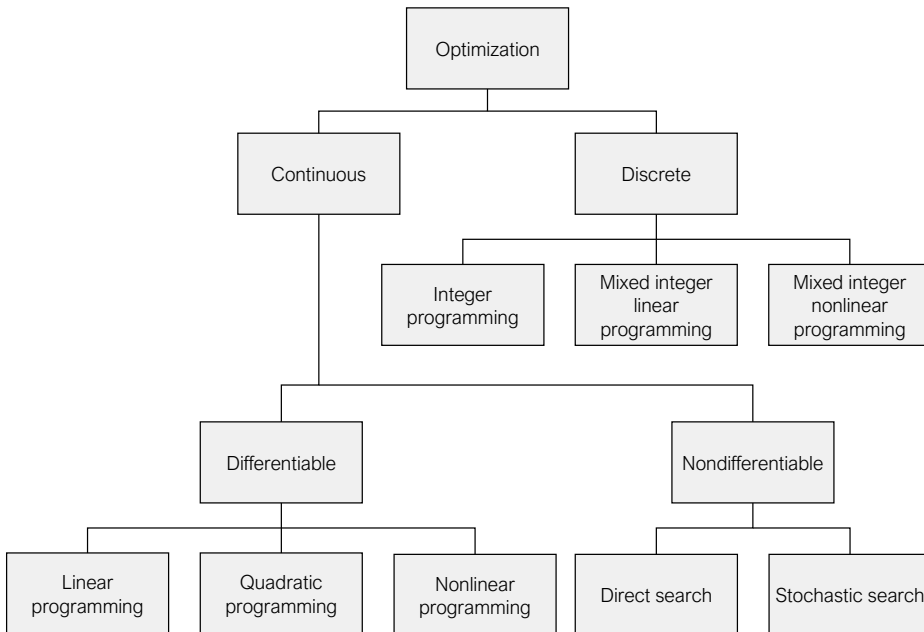 Optimization
Continuous
Discrete
Integer
programming
Mixed integer
linear
programming
Mixed integer
nonlinear
programming
Differentiable
Nondifferentiable
Linear
programming
Quadratic
programming
Nonlinear
programming
Direct search
Stochastic search